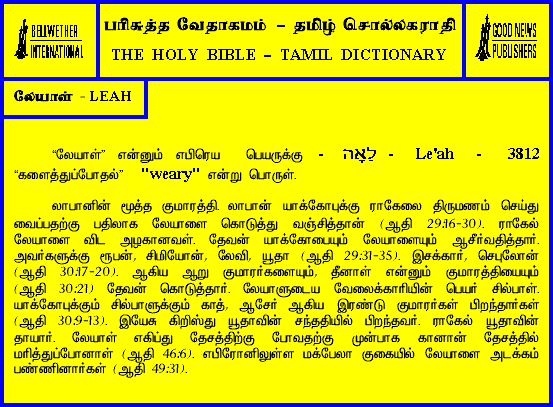 BELLWETHER
INTERNATIONAL
பரிசுத்த வேதாகமம் – தமிழ் சொல்லகராதி
THE HOLY BIBLE – TAMIL DICTIONARY
GOOD NEWS
PUBLISHERS
லேயாள் - LEAH
“லேயாள்” என்னும் எபிரெய பெயருக்கு - לֵאָה - Le'ah - 3812
“களைத்துப்போதல்” "weary" என்று பொருள்.
லாபானின் மூத்த குமாரத்தி. லாபான் யாக்கோபுக்கு ராகேலை திருமணம் செய்து
வைப்பதற்கு பதிலாக லேயாளை கொடுத்து வஞ்சித்தான் (ஆதி 29:16-30). ராகேல்
லேயாளை விட அழகானவள். தேவன் யாக்கோபையும் லேயாளையும் ஆசீர்வதித்தார்.
அவர்களுக்கு ரூபன், சிமியோன், லேவி, யூதா (ஆதி 29:31-35). இசக்கார், செபுலோன்
(ஆதி 30:17-20). ஆகிய ஆறு குமாரர்களையும், தீனாள் என்னும் குமாரத்தியையும்
(ஆதி 30:21) தேவன் கொடுத்தார். லேயாளுடைய வேலைக்காரியின் பெயர் சில்பாள்.
யாக்கோபுக்கும் சில்பாளுக்கும் காத், ஆசேர் ஆகிய இரண்டு குமாரர்கள் பிறந்தார்கள்
(ஆதி 30:9-13). இயேசு கிறிஸ்து யூதாவின் சந்ததியில் பிறந்தவர். ராகேல் யூதாவின்
தாயார். லேயாள் எகிப்து தேசத்திற்கு போவதற்கு முன்பாக கானான் தேசத்தில்
மரித்துப்போனாள் (ஆதி 46:6). எபிரோனிலுள்ள மக்பேலா குகையில் லேயாளை அடக்கம்
பண்ணினார்கள் (ஆதி 49:31).